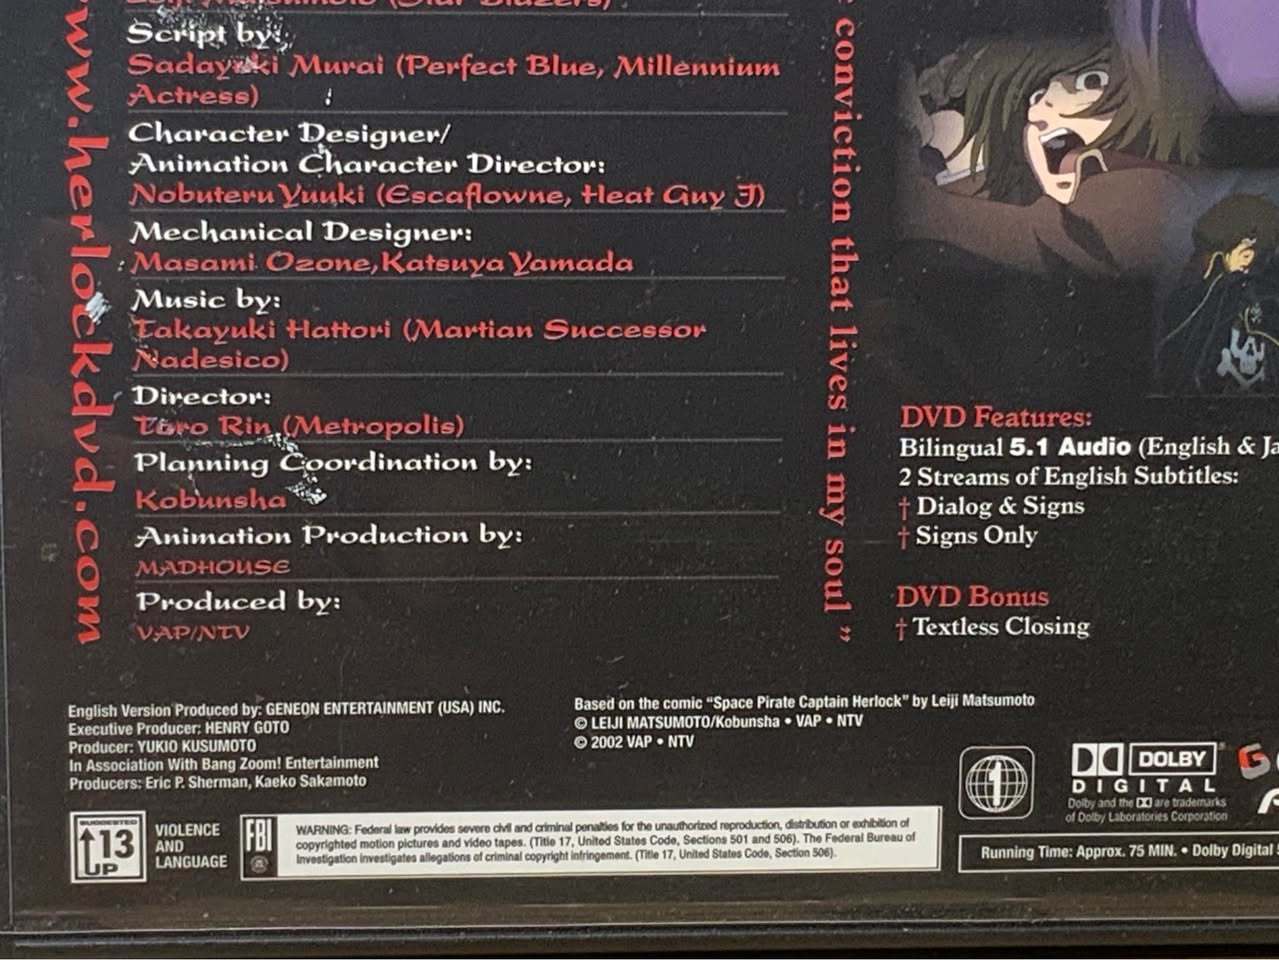 www.herlockdvd.com
Leiji Matsumoto (Star Blazers)
Script by:
Sadayuki Murai (Perfect Blue, Millennium
Actress)
Character Designer/
Animation Character Director:
Nobuteru Yuuki (Escaflowne, Heat Guy J)
Mechanical Designer:
Masami Ozone, Katsuya Yamada
Music by:
Takayuki Hattori (Martian Successor
Nadesico)
Director:
Taro Rin (Metropolis)
Planning Coordination by:
Kobunsha
Animation Production by:
MADHOUSE
Produced by:
VAP/NTV
conviction that lives in my soul”
DVD Features:
Bilingual 5.1 Audio (English & Ja
2 Streams of English Subtitles:
† Dialog & Signs
† Signs Only
DVD Bonus
† Textless Closing
English Version Produced by: GENEON ENTERTAINMENT (USA) INC.
Executive Producer: HENRY GOTO
Producer: YUKIO KUSUMOTO
In Association With Bang Zoom! Entertainment
Producers: Eric P. Sherman, Kaeko Sakamoto
Based on the comic “Space Pirate Captain Herlock” by Leiji Matsumoto
© LEIJI MATSUMOTO/Kobunsha • VAP • NTV
© 2002 VAP • NTV
1
DOLBY
DIGITAL
Dolby and the are trademarks
of Dolby Laboratories Corporation
SUGGESTED
13
UP
VIOLENCE
AND
LANGUAGE
FBI
WARNING: Federal law provides severe civil and criminal penalties for the unauthorized reproduction, distribution or exhibition of
copyrighted motion pictures and video tapes. (Title 17, United States Code, Sections 501 and 506). The Federal Bureau of
Investigation investigates allegations of criminal copyright infringement. (Title 17, United States Code, Section 506).
Running Time: Approx. 75 MIN. • Dolby Digital